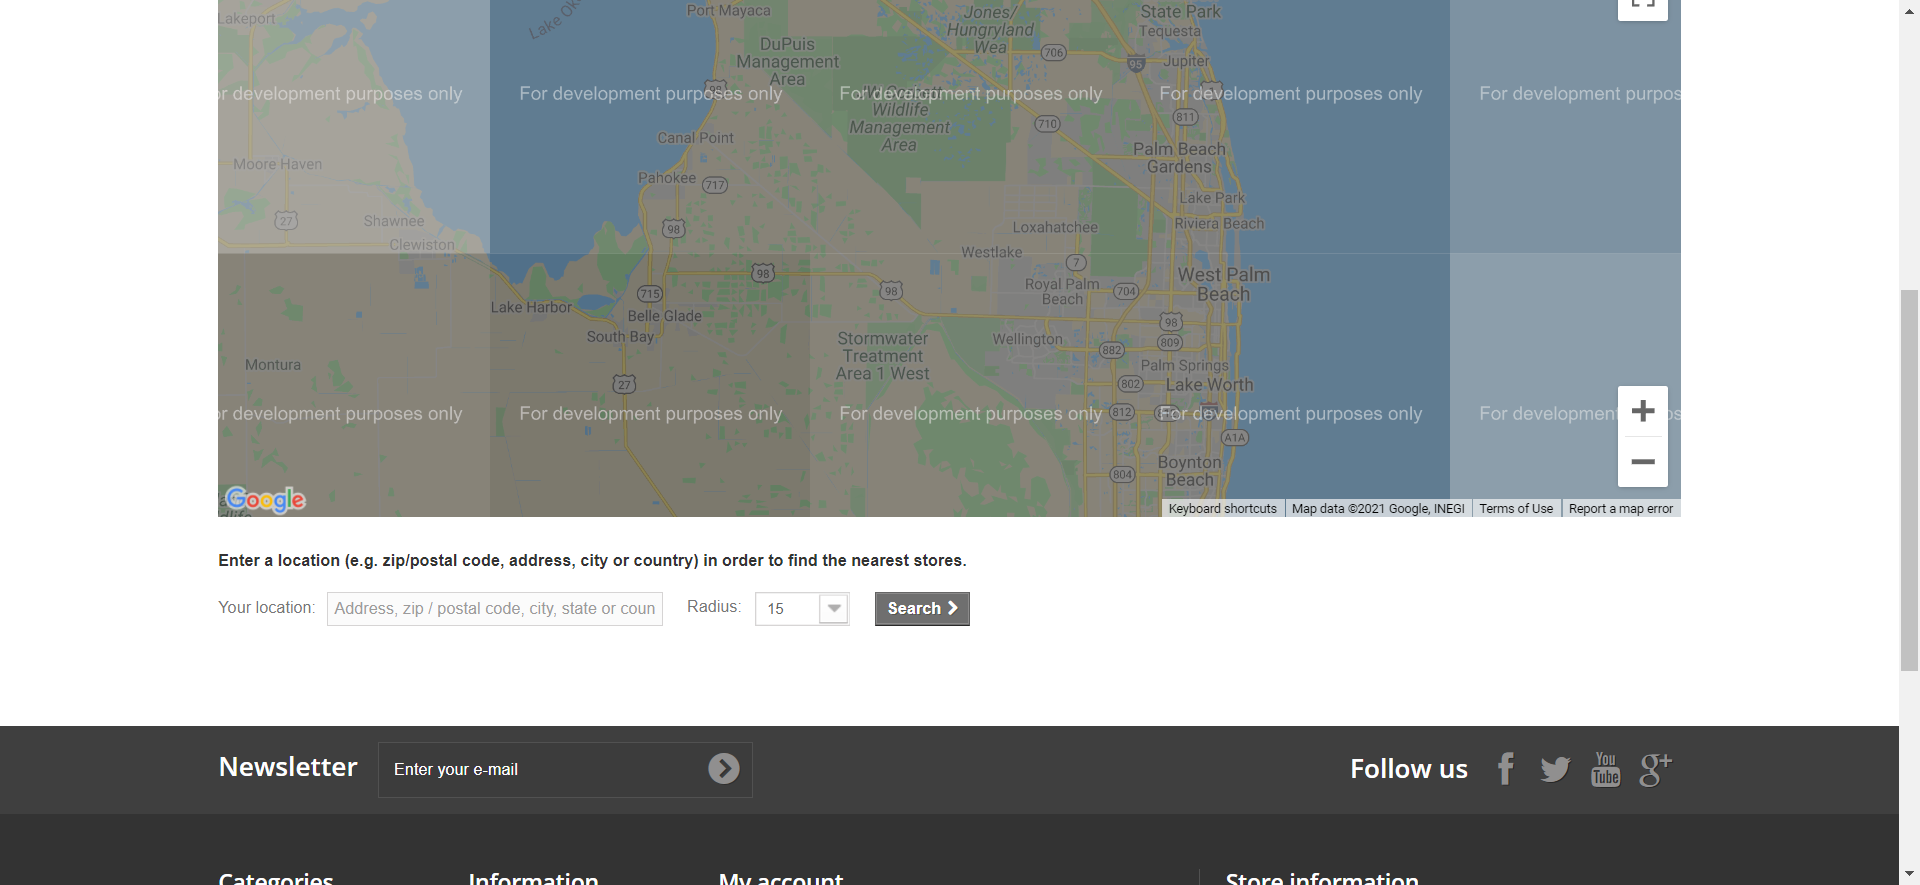 Lakeport
Lake
Port Mayaca
Jones/
Hungryland
Wea
State Park
Tequesta
DuPuis
Management
Area
706
95
Jupiter
98
or development purposes only
For development purposes only
For development purposes only
For development purposes only
For development purpos
Wildlife
Management
Area
811
710
Canal Point
Palm Beach
Gardens
Moore Haven
Pahokee
717
Lake Park
27
Shawnee
98
Loxahatchee
Riviera Beach
Clewiston
Westlake
7
98
West Palm
Beach
Royal Palm
Beach
704
98
715
Lake Harbor
Belle Glade
98
South Bay
Stormwater
Treatment
Area 1 West
Wellington
882
809
Montura
Palm Springs
27
802
Lake Worth
or development purposes only
For development purposes only
For development purposes only
812
For development purposes only
For development
A1A
804
Boynton
Beach
Google
Keyboard shortcuts
Map data ©2021 Google, INEGI
Terms of Use
Report a map error
Enter a location (e.g. zip/postal code, address, city or country) in order to find the nearest stores.
Your location: Address, zip / postal code, city, state or coun Radius: 15 Search
Newsletter Enter your e-mail
Follow us f You Tube g+
Categories Information My account Store information